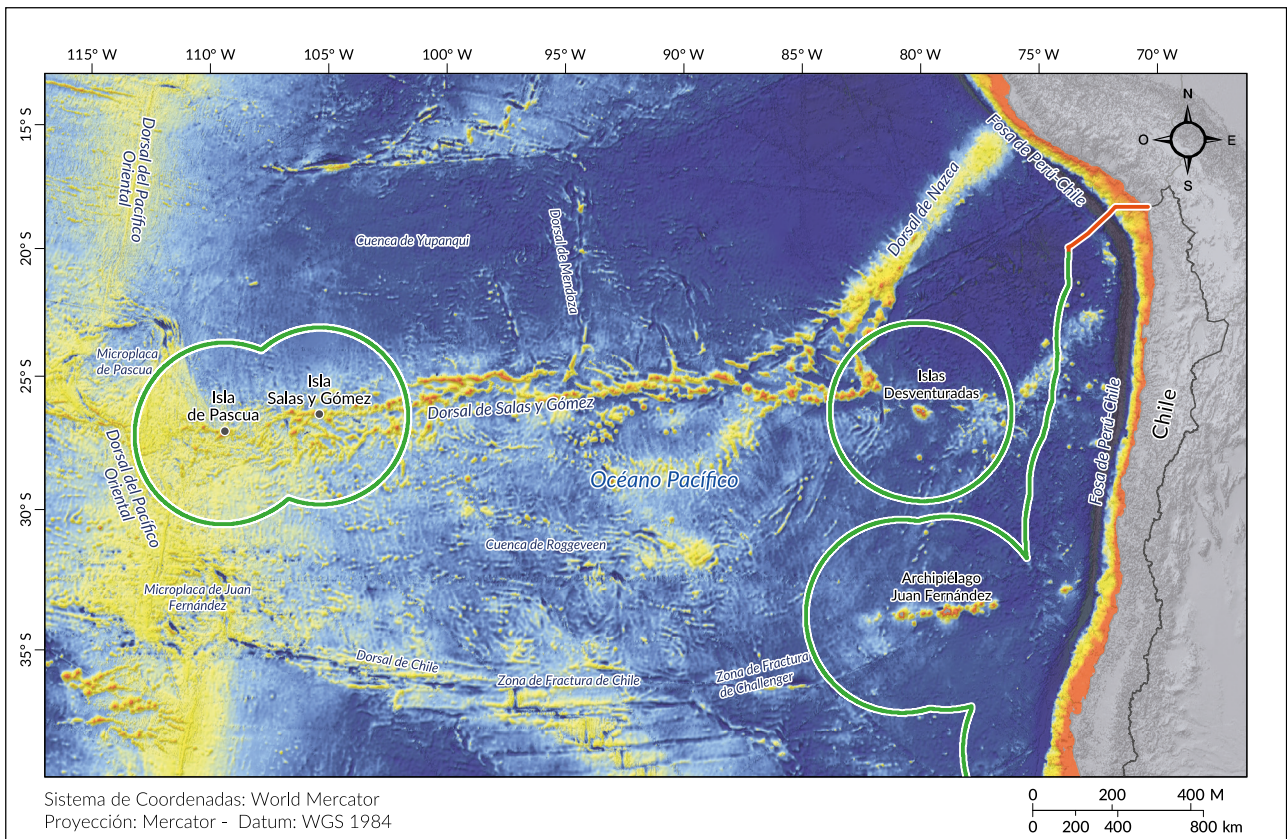 115° W
110° W
105° W
100° W
95° W
90° W
85° W
80° W
75° W
70° W
15° S
20° S
25° S
30° S
35° S
N
O
E
S
Dorsal del Pacífico
Oriental
Fosa de Perú-Chile
Dorsal de Nazca
Cuenca de Yupanqui
Dorsal de Mendoza
Microplaca
de Pascua
Isla
de Pascua
Isla
Salas y Gómez
Dorsal de Salas y Gómez
Islas
Desventuradas
Chile
Fosa de Perú-Chile
Océano Pacífico
Dorsal del Pacífico
Oriental
Cuenca de Roggeveen
Microplaca de Juan
Fernández
Archipiélago
Juan Fernández
Dorsal de Chile
Zona de Fractura de Chile
Zona de Fractura
de Challenger
Sistema de Coordenadas: World Mercator
Proyección: Mercator - Datum: WGS 1984
0 200 400 M
0 200 400 800 km